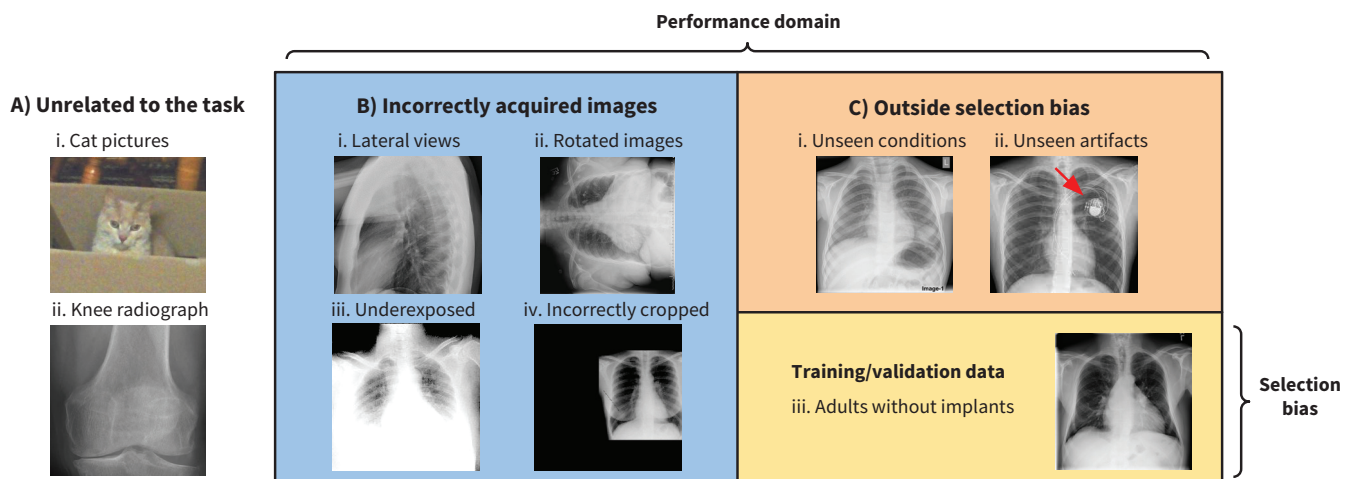 Performance domain
A) Unrelated to the task
i. Cat pictures
ii. Knee radiograph
B) Incorrectly acquired images
i. Lateral views
ii. Rotated images
iii. Underexposed
iv. Incorrectly cropped
C) Outside selection bias
i. Unseen conditions
ii. Unseen artifacts
Image-1
Training/validation data
iii. Adults without implants
Selection
bias